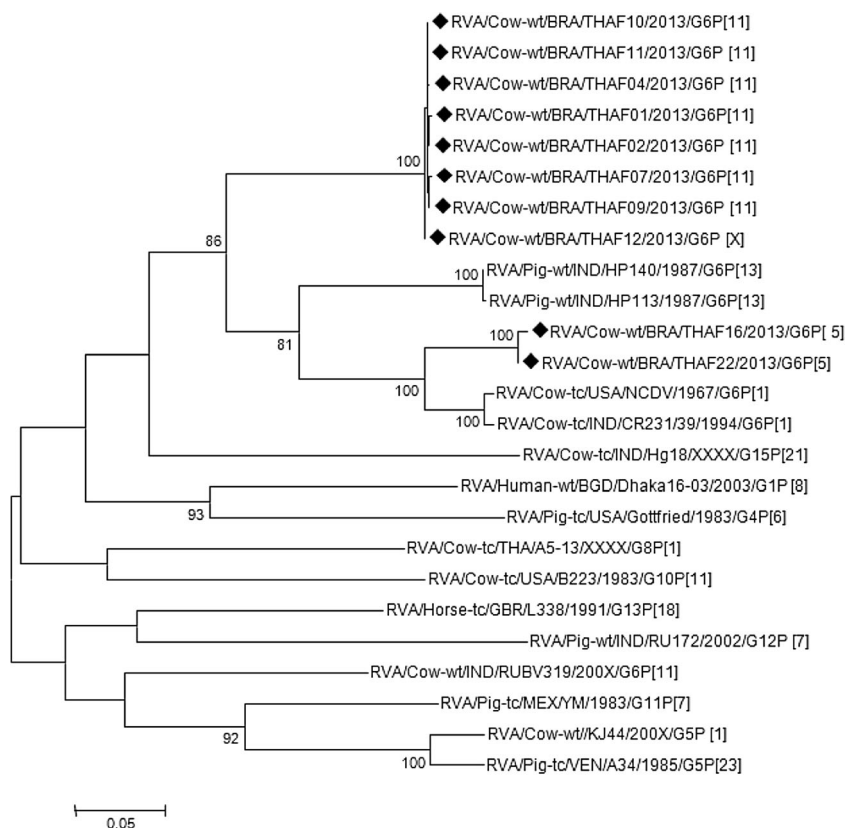 RVA/Cow-wt/BRA/THAF10/2013/G6P[11]
RVA/Cow-wt/BRA/THAF11/2013/G6P [11]
RVA/Cow-wt/BRA/THAF04/2013/G6P [11]
RVA/Cow-wt/BRA/THAF01/2013/G6P[11]
100
RVA/Cow-wt/BRA/THAF02/2013/G6P [11]
RVA/Cow-wt/BRA/THAF07/2013/G6P[11]
RVA/Cow-wt/BRA/THAF09/2013/G6P [11]
86
RVA/Cow-wt/BRA/THAF12/2013/G6P [X]
100
RVA/Pig-wt/IND/HP140/1987/G6P[13]
RVA/Pig-wt/IND/HP113/1987/G6P[13]
81
100
RVA/Cow-wt/BRA/THAF16/2013/G6P[ 5]
RVA/Cow-wt/BRA/THAF22/2013/G6P[5]
100
RVA/Cow-tc/USA/NCDV/1967/G6P[1]
100
RVA/Cow-tc/IND/CR231/39/1994/G6P[1]
RVA/Cow-tc/IND/Hg18/XXXX/G15P[21]
RVA/Human-wt/BGD/Dhaka16-03/2003/G1P [8]
93
RVA/Pig-tc/USA/Gottfried/1983/G4P[6]
RVA/Cow-tc/THA/A5-13/XXXX/G8P[1]
RVA/Cow-tc/USA/B223/1983/G10P[11]
RVA/Horse-tc/GBR/L338/1991/G13P[18]
RVA/Pig-wt/IND/RU172/2002/G12P [7]
RVA/Cow-wt/IND/RUBV319/200X/G6P[11]
RVA/Pig-tc/MEX/YM/1983/G11P[7]
92
RVA/Cow-wt//KJ44/200X/G5P [1]
100
RVA/Pig-tc/VEN/A34/1985/G5P[23]
0.05